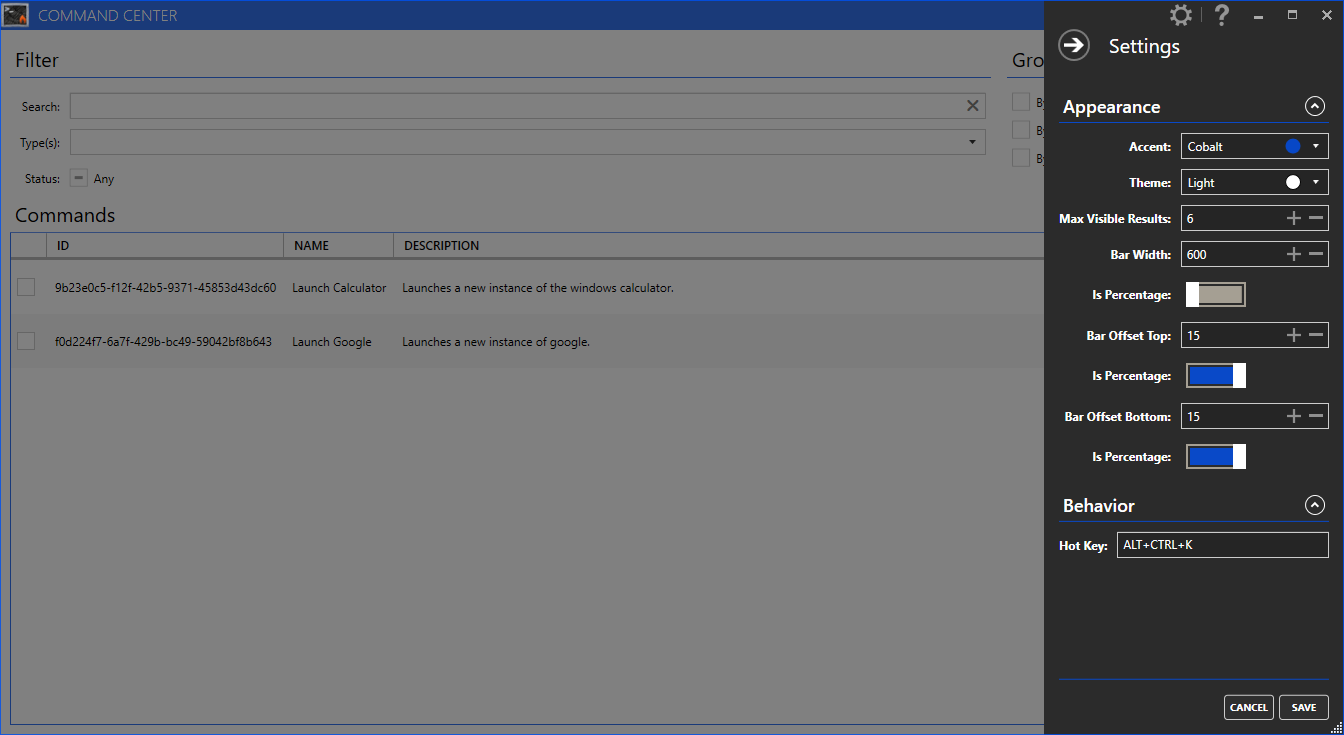 COMMAND CENTER
Filter
Search:
Type(s):
Status: Any
Gro
Commands
ID NAME DESCRIPTION
9b23e0c5-f12f-42b5-9371-45853d43dc60 Launch Calculator Launches a new instance of the windows calculator.
f0d224f7-6a7f-429b-bc49-59042bf8b643 Launch Google Launches a new instance of google.
Settings
Appearance
Accent: Cobalt
Theme: Light
Max Visible Results: 6
Bar Width: 600
Is Percentage:
Bar Offset Top: 15
Is Percentage:
Bar Offset Bottom: 15
Is Percentage:
Behavior
Hot Key: ALT+CTRL+K
CANCEL SAVE